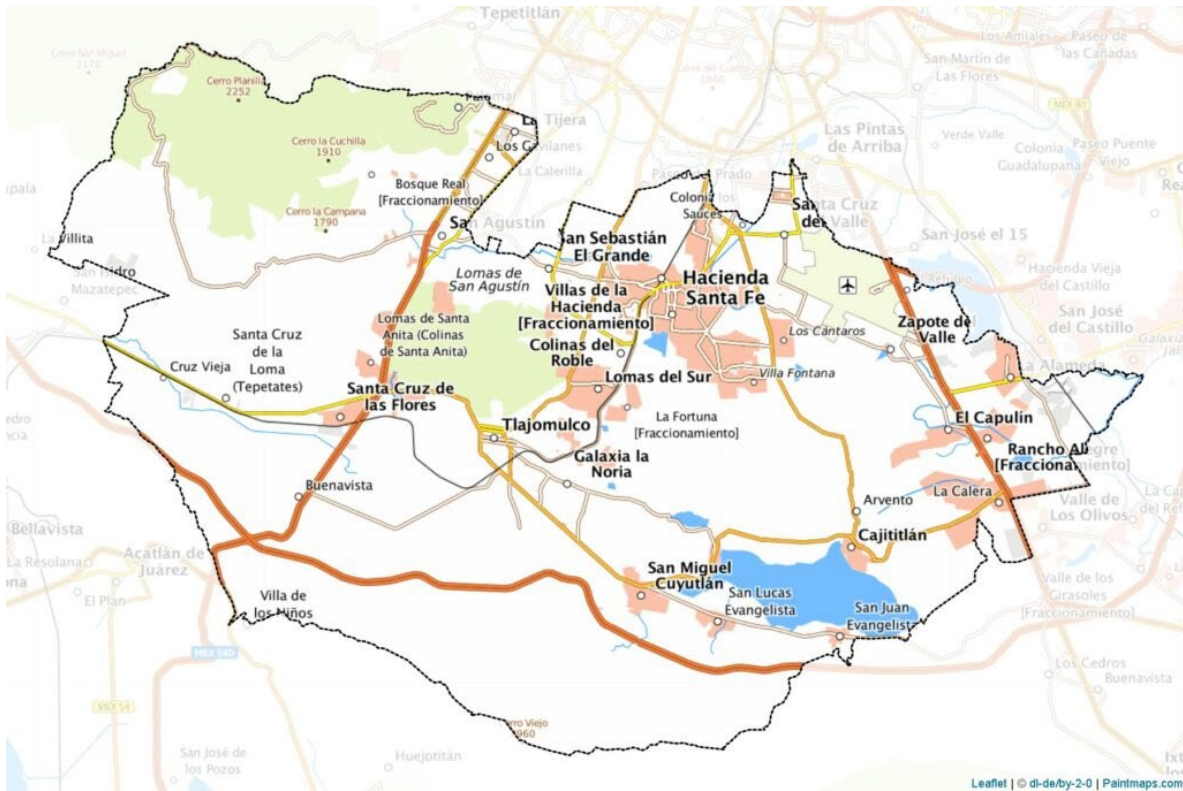 Tepetitlán
Los Amiales
Paseo de
las Cañadas
Cerro San Miguel
2170
Cerro Planilla
2252
San Martín de
Las Flores
MEX 80
La Tijera
Las Pintas
de Arriba
Verde Valle
Colonia
Guadalupana
Paseo Puente
Viejo
Cerro la Cuchilla
1910
La Calerilla
Bosque Real
[Fraccionamiento]
Colonia los
Sauces
Santa Cruz
Valle
Cerro la Campana
1790
San Agustín
La Villita
San Sebastián
El Grande
San José el 15
San Isidro
Mazatepec
Lomas de
San Agustín
Hacienda
Santa Fe
Hacienda Vieja
del Castillo
Villas de la
Hacienda
[Fraccionamiento]
San José
del Castillo
Lomas de Santa
Anita (Colinas
de Santa Anita)
Zapote del
Valle
Los Cántaros
Santa Cruz
de la
Loma
(Tepetates)
Colinas del
Roble
Cruz Vieja
La Alameda
Villa Fontana
Lomas del Sur
Santa Cruz de
las Flores
La Fortuna
[Fraccionamiento]
El Capulín
Tlajomulco
Galaxia la
Noria
La Calera
Buenavista
Arvento
Valle de
Los Olivos
Bellavista
Cajititlán
La Resolana
Acatlán de
Juárez
San Miguel
Cuyutlán
El Plan
Villa de
los Niños
San Lucas
Evangelista
San Juan
Evangelista
Valle de los
Girasoles
[Fraccionamiento]
MEX 54D
Los Cedros
Buenavista
MEX 54
San José de
los Pozos
Huejotitán
Leaflet | © dl-de/by-2-0 | Paintmaps.com